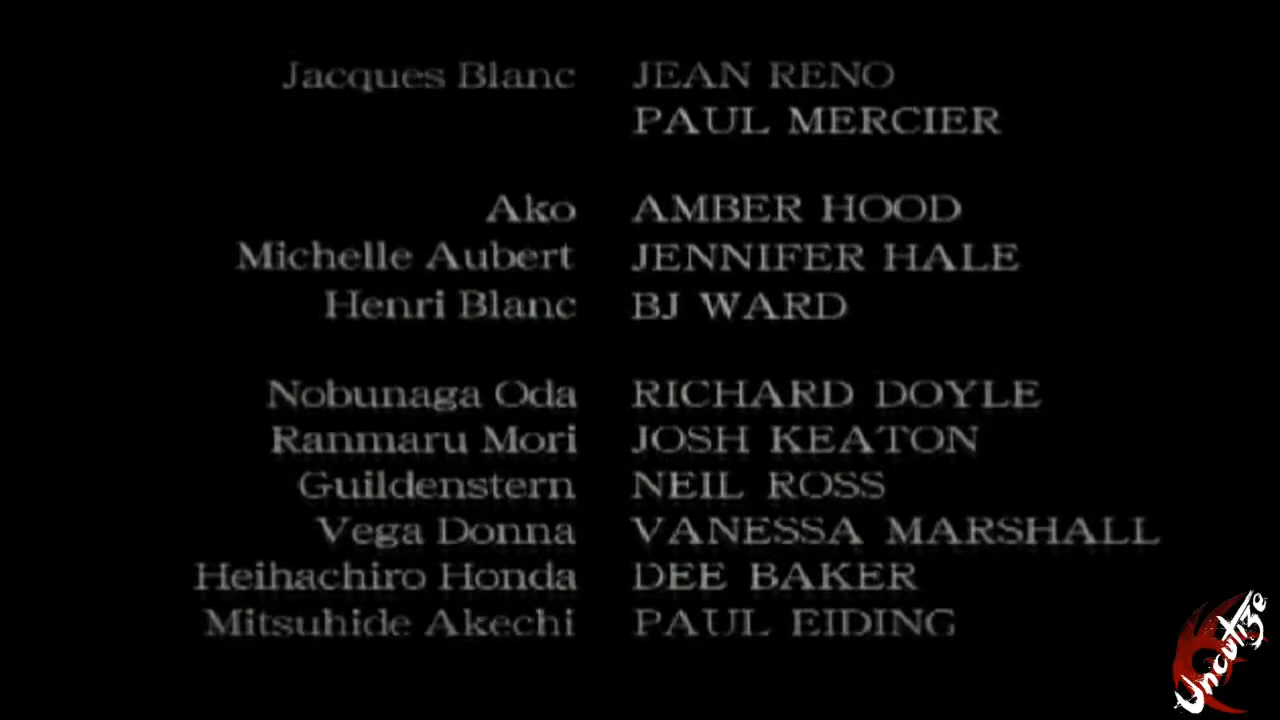 Jacques Blanc JEAN RENO
PAUL MERCIER
Ako AMBER HOOD
Michelle Aubert JENNIFER HALE
Henri Blanc BJ WARD
Nobunaga Oda RICHARD DOYLE
Ranmaru Mori JOSH KEATON
Guildenstern NEIL ROSS
Vega Donna VANESSA MARSHALL
Heihachiro Honda DEE BAKER
Mitsuhide Akechi PAUL EIDING
Uncutize